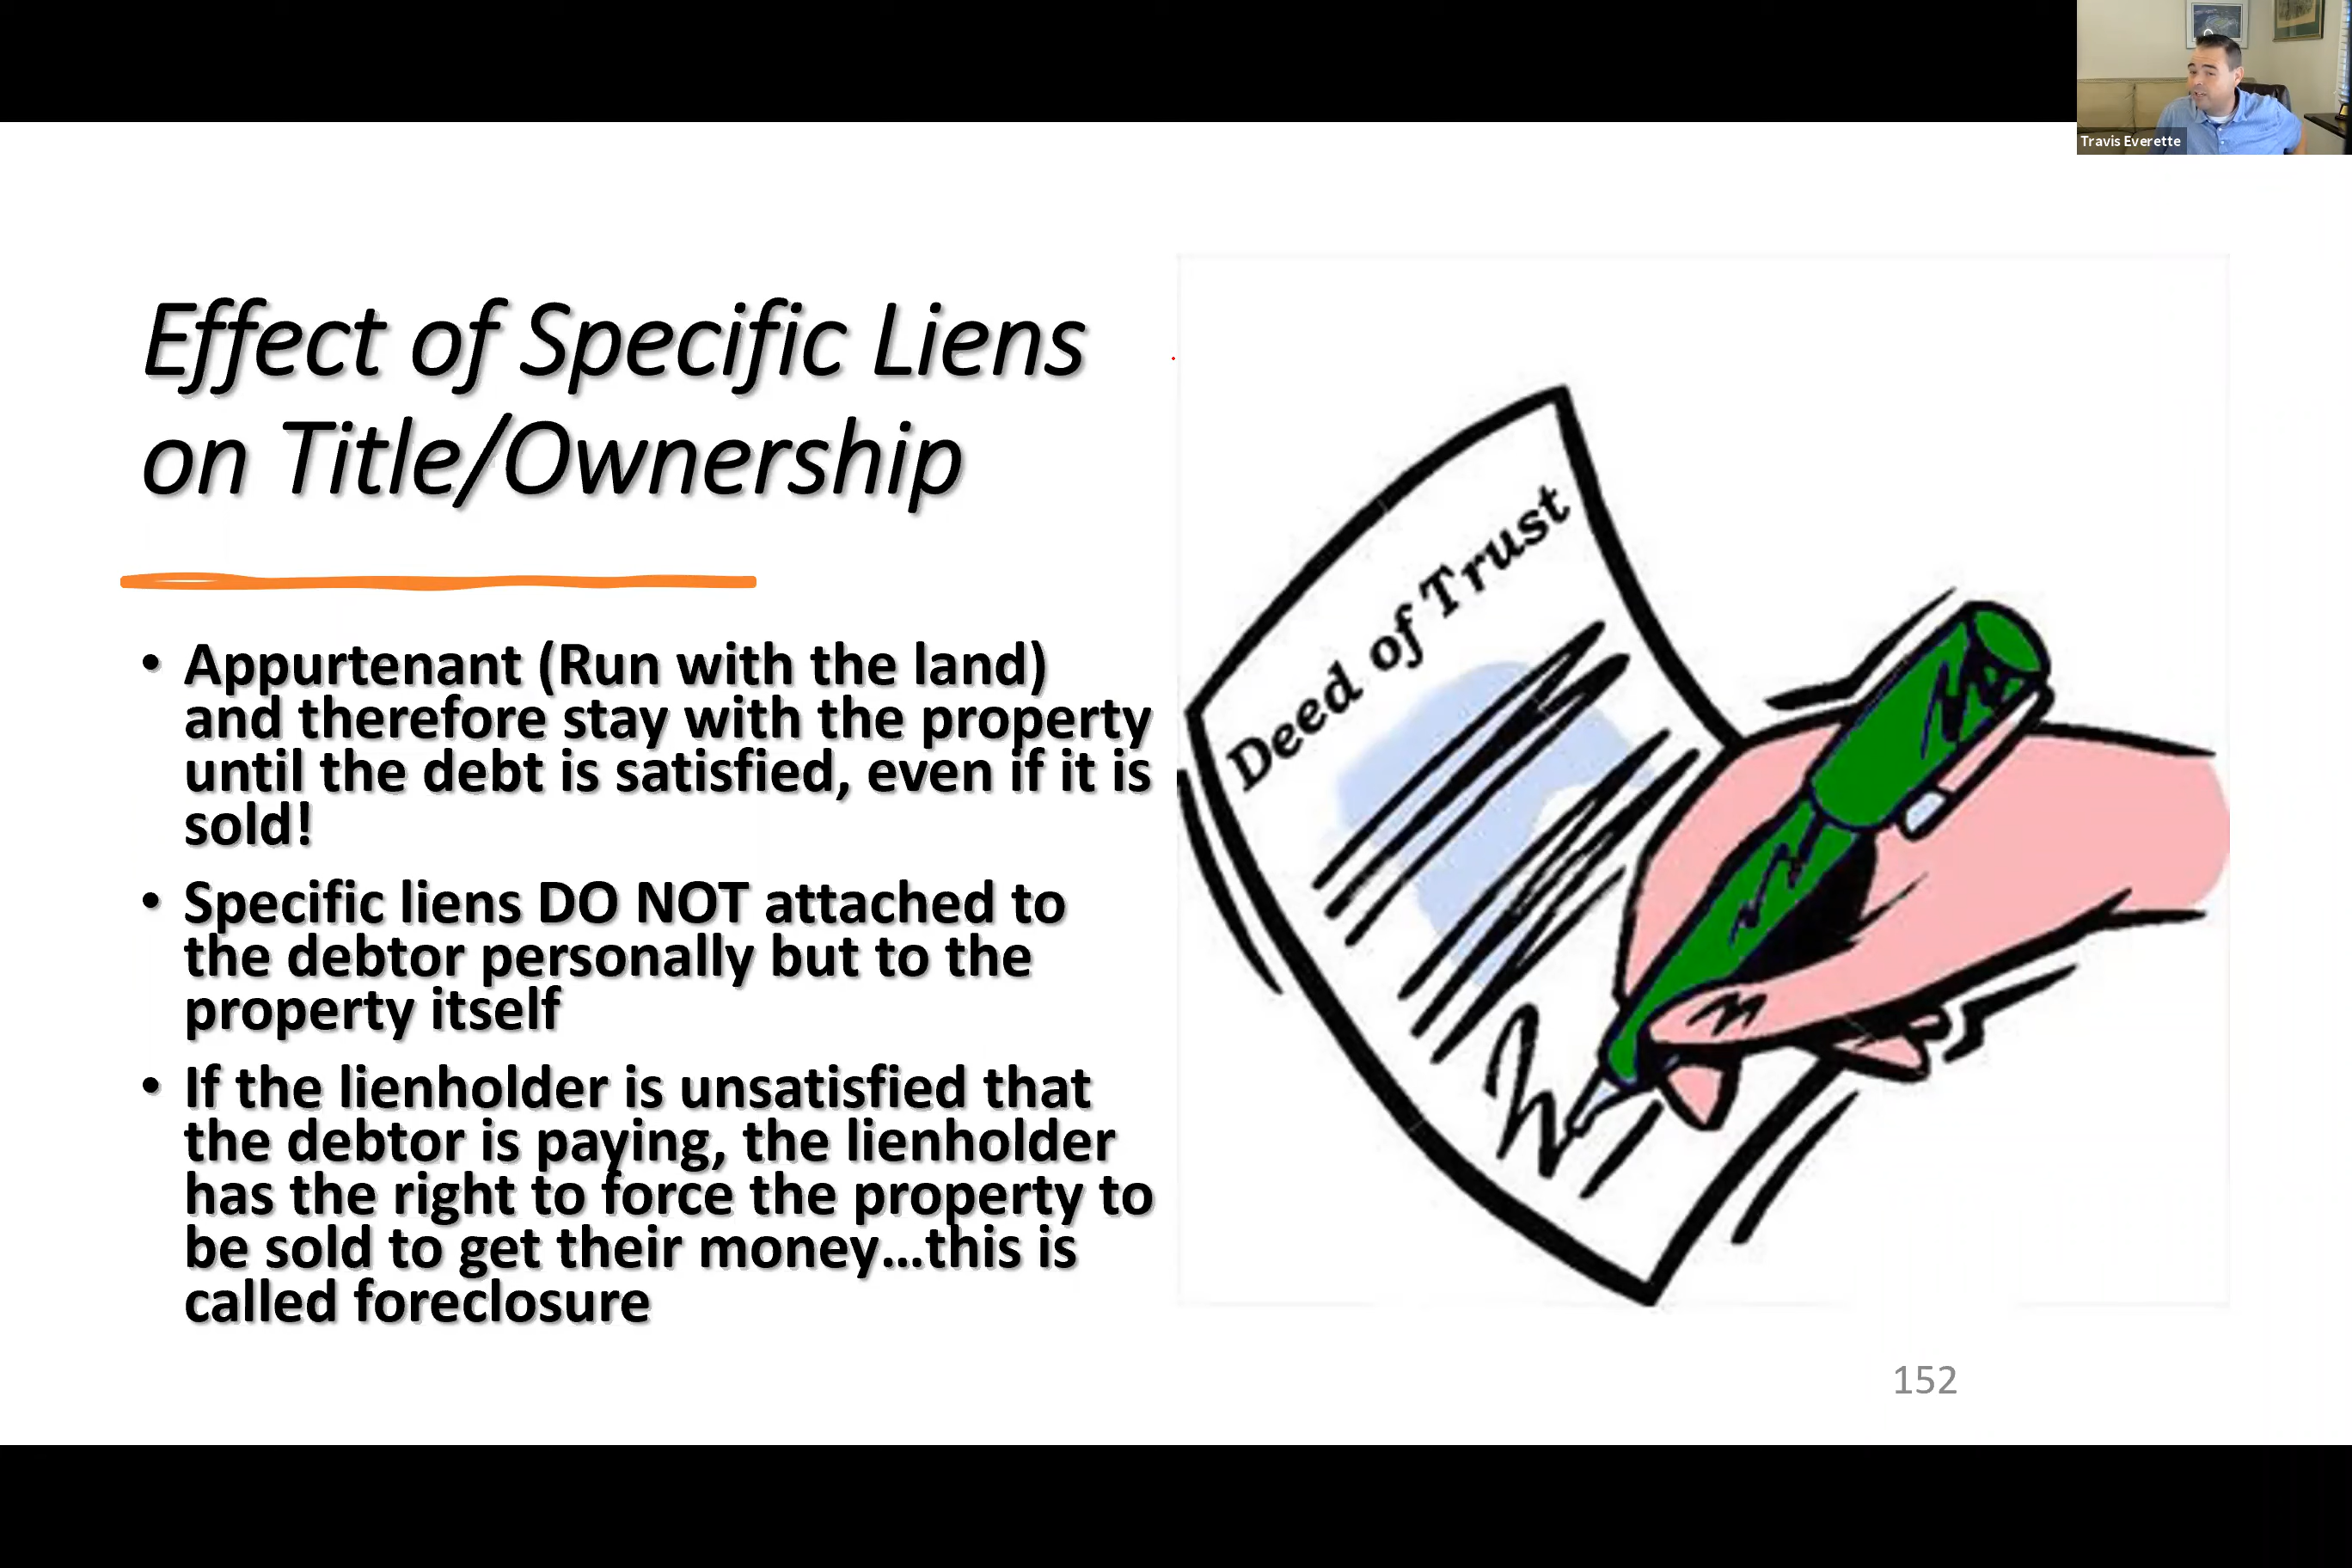 Travis Everette
Effect of Specific Liens
on Title/Ownership
• Appurtenant (Run with the land)
and therefore stay with the property
until the debt is satisfied, even if it is
sold!
• Specific liens DO NOT attached to
the debtor personally but to the
property itself
• If the lienholder is unsatisfied that
the debtor is paying, the lienholder
has the right to force the property to
be sold to get their money...this is
called foreclosure
Deed of Trust
152